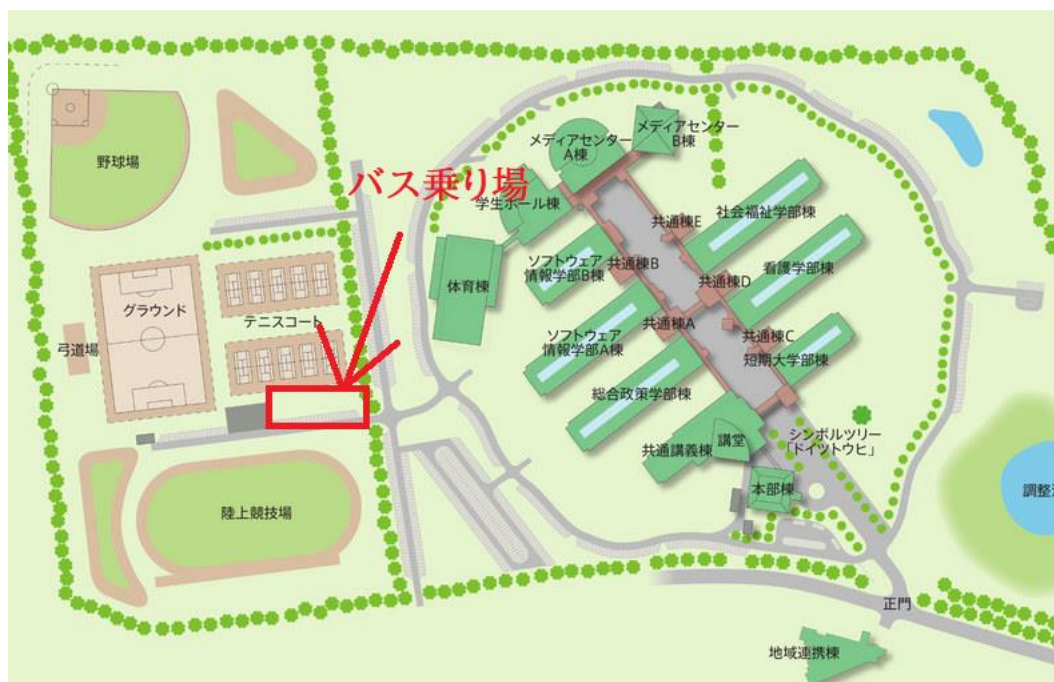 メディアセンター
B棟
メディアセンター
A棟
野球場
バス乗り場
学生ホール棟
社会福祉学部棟
共通棟E
ソフトウェア
情報学部B棟
共通棟B
看護学部棟
体育棟
共通棟D
グラウンド
テニスコート
弓道場
共通棟A
共通棟C
ソフトウェア
情報学部A棟
短期大学部棟
総合政策学部棟
共通講義棟
講堂
シンボルツリー
「ドイツトウヒ」
本部棟
陸上競技場
正門
地域連携棟